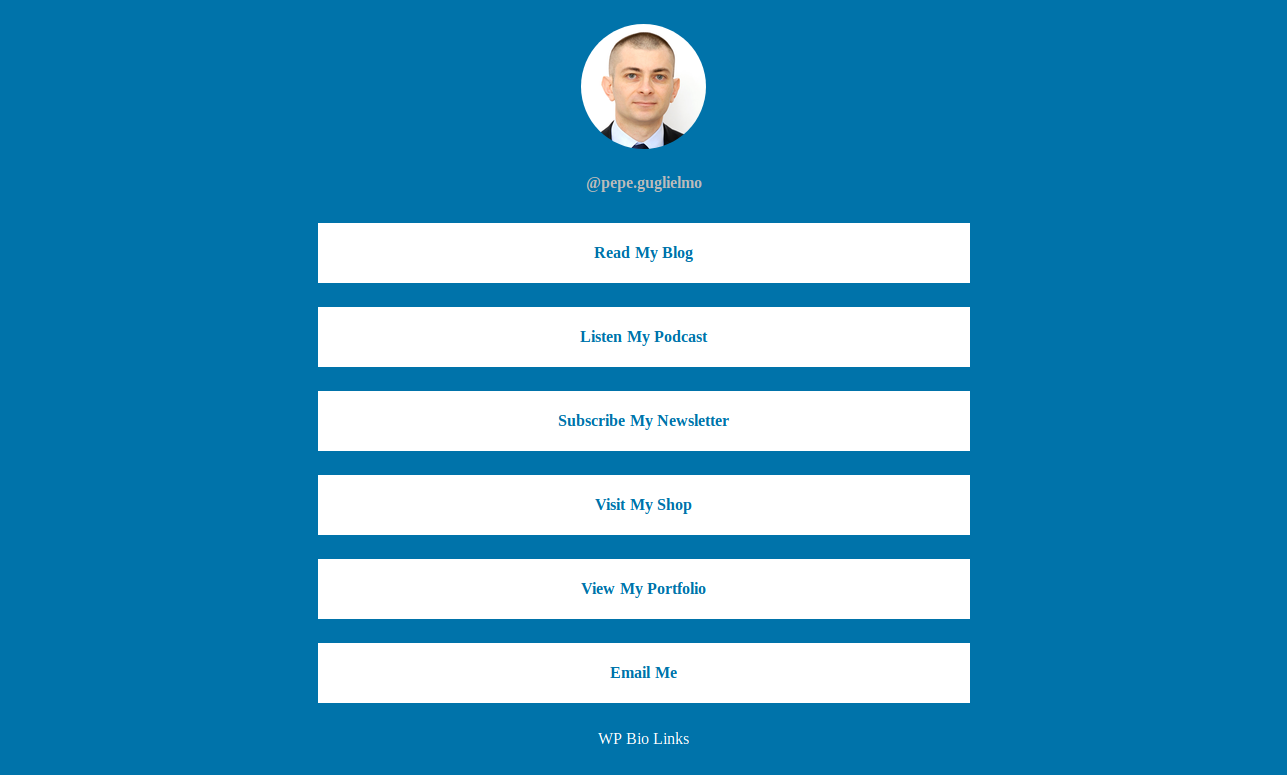 @pepe.guglielmo
Read My Blog
Listen My Podcast
Subscribe My Newsletter
Visit My Shop
View My Portfolio
Email Me
WP Bio Links